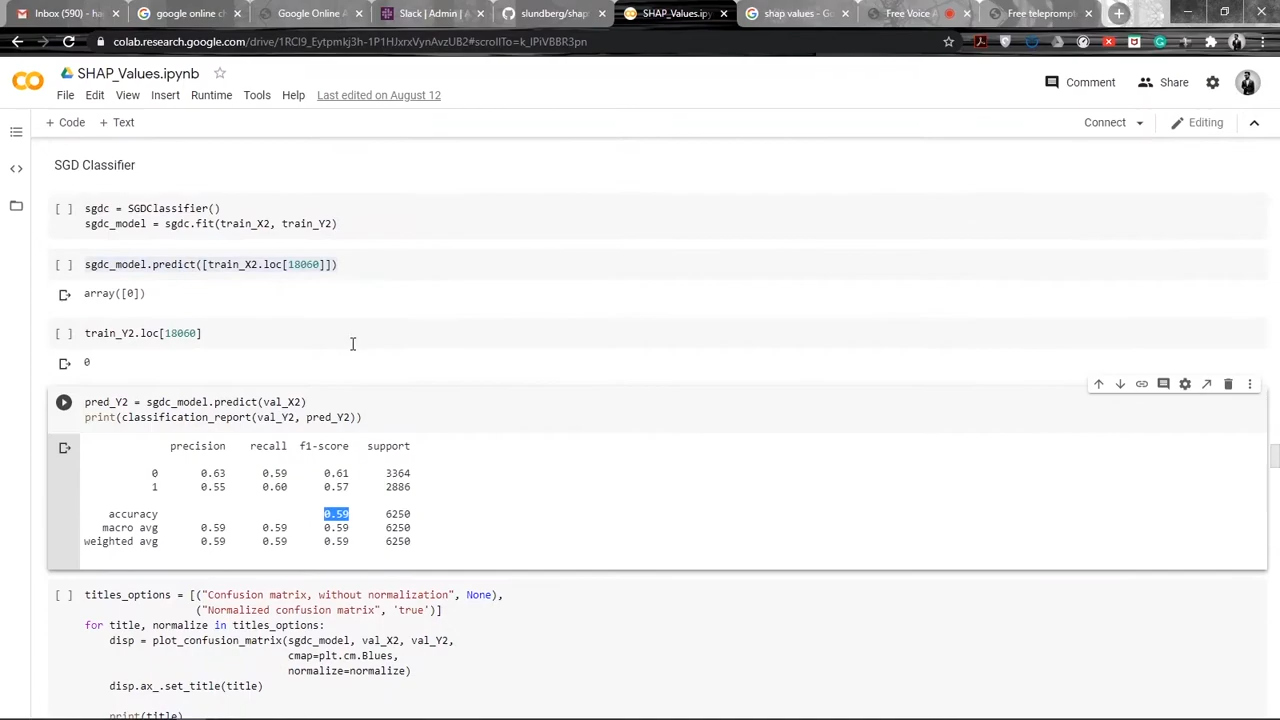 Inbox (590) - h
google online c
Google Online A
Slack | Admin |
slundberg/shap
SHAP_Values.ipy
shap values - G
Free Voice
Free telepromp
colab.research.google.com/drive/
SHAP_Values.ipynb
File Edit View Insert Runtime Tools Help Last edited on August 12
Comment Share
+ Code + Text
Connect Editing
SGD Classifier
[ ] sgdc = SGDClassifier()
sgdc_model = sgdc.fit(train_X2, train_Y2)
[ ] sgdc_model.predict([train_X2.loc[18060]])
array([0])
[ ] train_Y2.loc[18060]
0
pred_Y2 = sgdc_model.predict(val_X2)
print(classification_report(val_Y2, pred_Y2))
precision recall f1-score support
0 0.63 0.59 0.61 3364
1 0.55 0.60 0.57 2886
accuracy 0.59 6250
macro avg 0.59 0.59 0.59 6250
weighted avg 0.59 0.59 0.59 6250
[ ] titles_options = [("Confusion matrix, without normalization", None),
("Normalized confusion matrix", 'true')]
for title, normalize in titles_options:
disp = plot_confusion_matrix(sgdc_model, val_X2, val_Y2,
cmap=plt.cm.Blues,
normalize=normalize)
disp.ax_.set_title(title)
print(title)